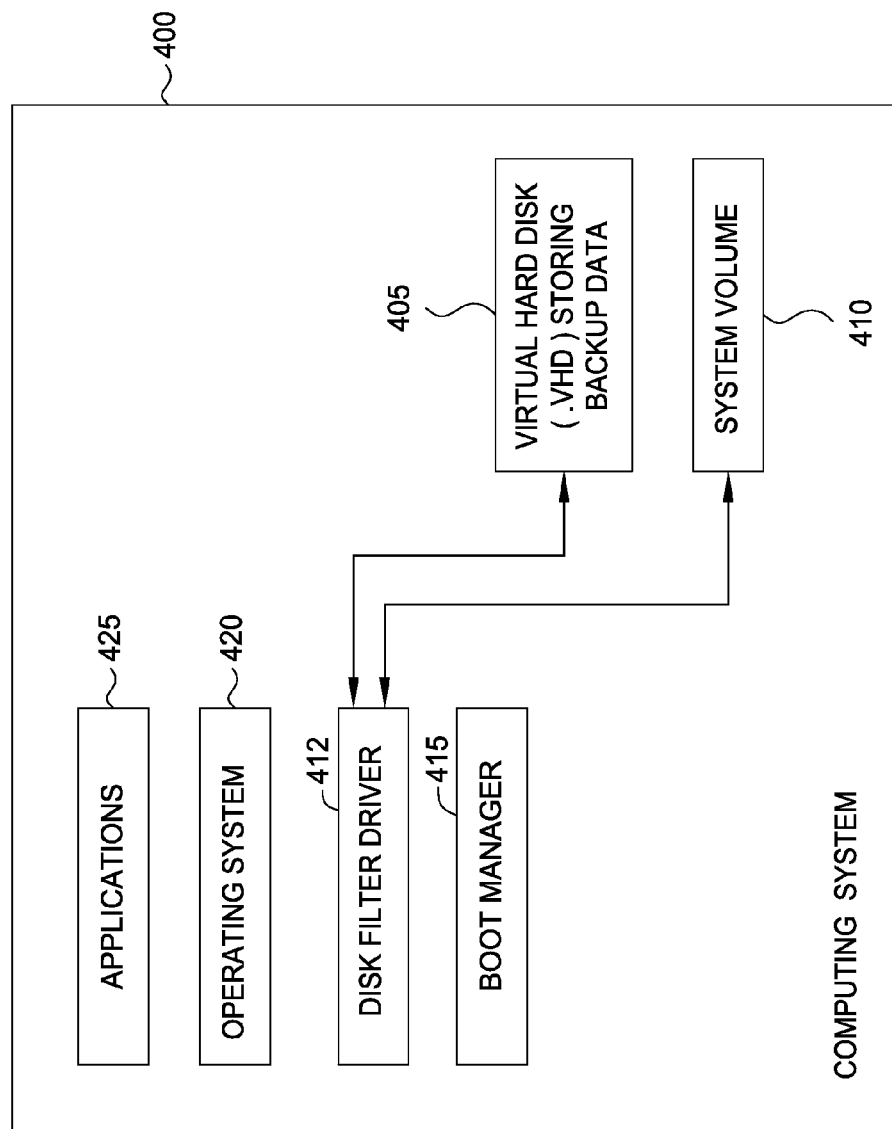 400
APPLICATIONS
425
OPERATING SYSTEM
420
DISK FILTER DRIVER
412
BOOT MANAGER
415
VIRTUAL HARD DISK
( .VHD ) STORING
BACKUP DATA
405
SYSTEM VOLUME
410
COMPUTING SYSTEM